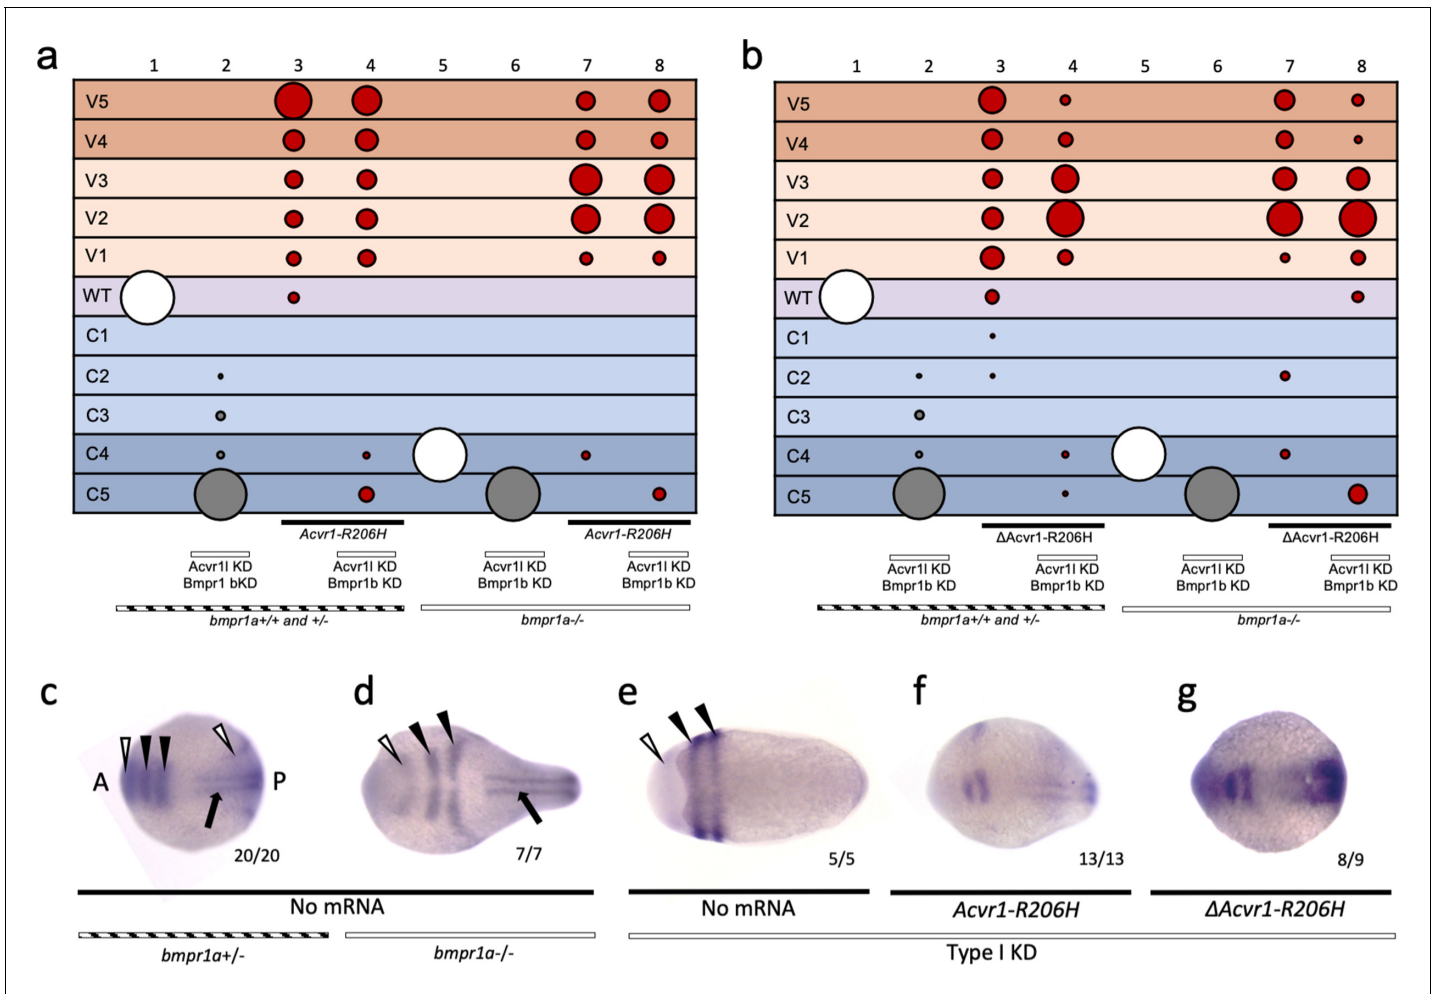 a
1 2 3 4 5 6 7 8
V5
V4
V3
V2
V1
WT
C1
C2
C3
C4
C5
Acvr1-R206H Acvr1-R206H
Acvr1l KD Acvr1l KD Acvr1l KD Acvr1l KD
Bmpr1 bKD Bmpr1b KD Bmpr1b KD Bmpr1b KD
bmpr1a+/+ and +/- bmpr1a-/-
b
1 2 3 4 5 6 7 8
V5
V4
V3
V2
V1
WT
C1
C2
C3
C4
C5
ΔAcvr1-R206H ΔAcvr1-R206H
Acvr1l KD Acvr1l KD Acvr1l KD Acvr1l KD
Bmpr1b KD Bmpr1b KD Bmpr1b KD Bmpr1b KD
bmpr1a+/+ and +/- bmpr1a-/-
c d e f g
A P
20/20 7/7 5/5 13/13 8/9
No mRNA No mRNA Acvr1-R206H ΔAcvr1-R206H
bmpr1a+/- bmpr1a-/- Type I KD